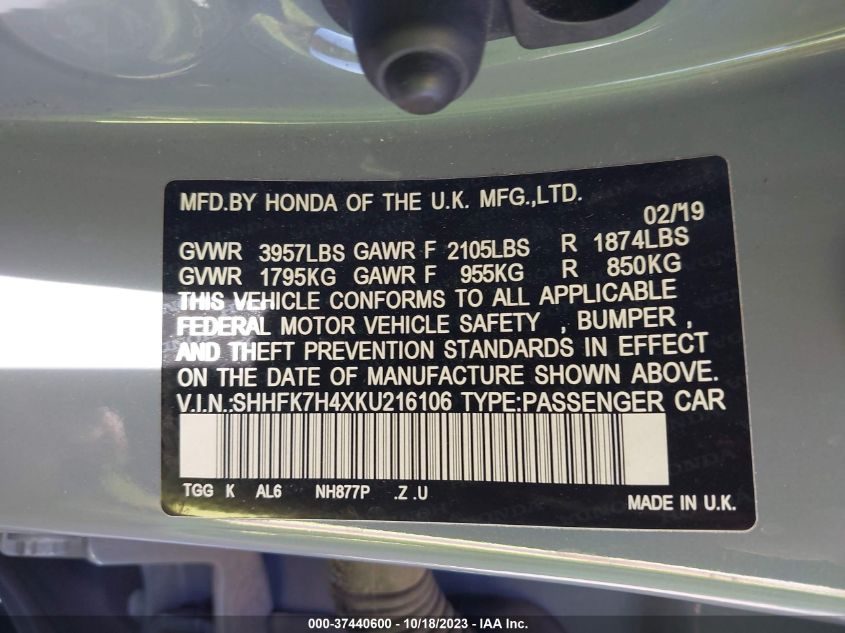 MFD.BY HONDA OF THE U.K. MFG.,LTD.
02/'19
GVWR 3957LBS GAWR F 2105LBS R 1874LBS
GVWR 1795KG GAWR F 955KG R 850KG
THIS VEHICLE CONFORMS TO ALL APPLICABLE
FEDERAL MOTOR VEHICLE SAFETY , BUMPER ,
AND THEFT PREVENTION STANDARDS IN EFFECT
ON THE DATE OF MANUFACTURE SHOWN ABOVE.
V.I.N.:SHHFK7H4XKU216106 TYPE:PASSENGER CAR
TGG K AL6 NH877P .Z .U
MADE IN U.K.
000-37440600 - 10/18/2023 - IAA Inc.